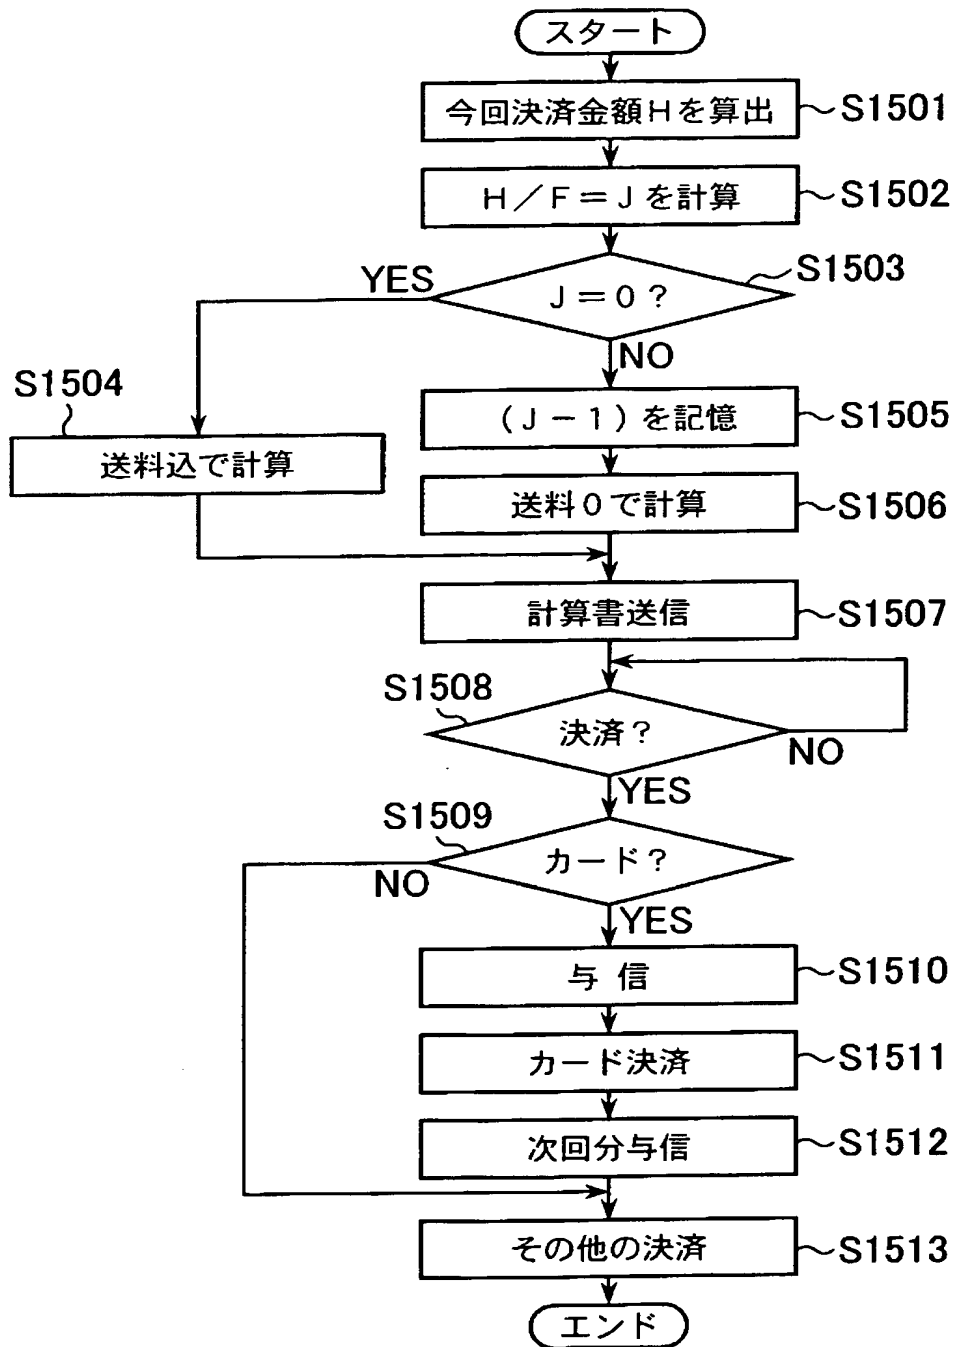 スタート
今回決済金額Hを算出
S1501
H/F=Jを計算
S1502
J=0?
S1503
YES
NO
S1504
送料込で計算
(J-1)を記憶
S1505
送料0で計算
S1506
計算書送信
S1507
S1508
決済?
NO
YES
S1509
カード?
NO
YES
与信
S1510
カード決済
S1511
次回分与信
S1512
その他の決済
S1513
エンド